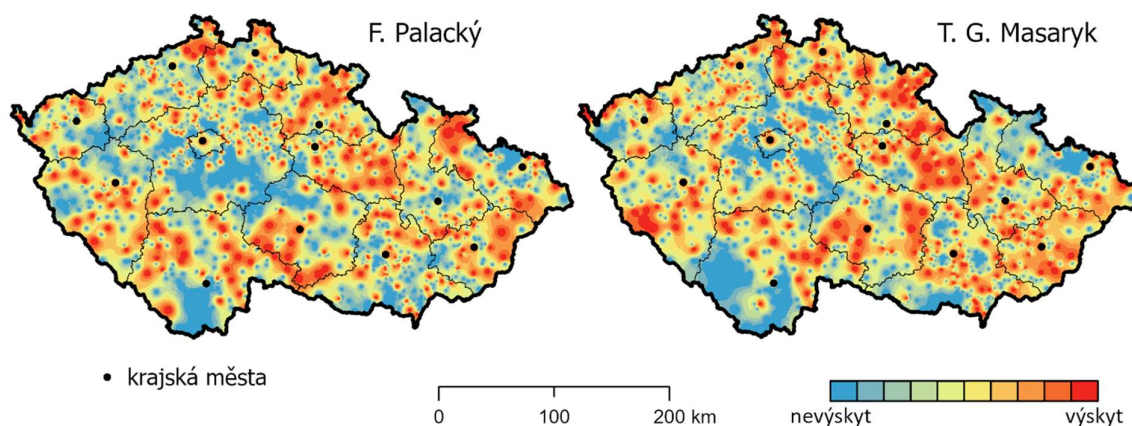 F. Palacký
T. G. Masaryk
• krajská města
0 100 200 km
nevýskyt výskyt